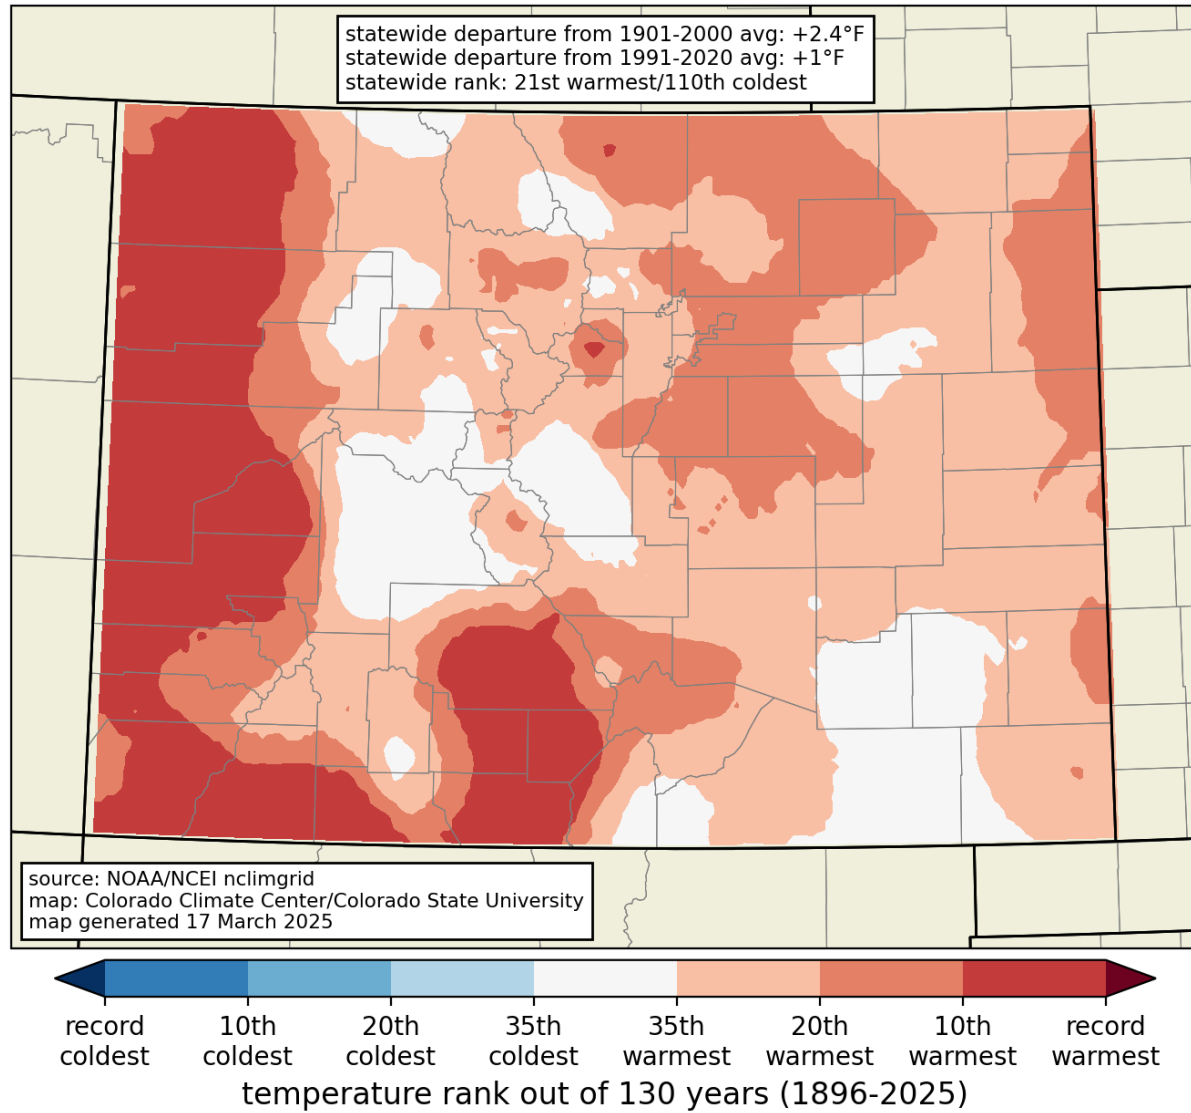 statewide departure from 1901-2000 avg: +2.4°F
statewide departure from 1991-2020 avg: +1°F
statewide rank: 21st warmest/110th coldest
source: NOAA/NCEI nclimgrid
map: Colorado Climate Center/Colorado State University
map generated 17 March 2025
record coldest
10th coldest
20th coldest
35th coldest
35th warmest
20th warmest
10th warmest
record warmest
temperature rank out of 130 years (1896-2025)